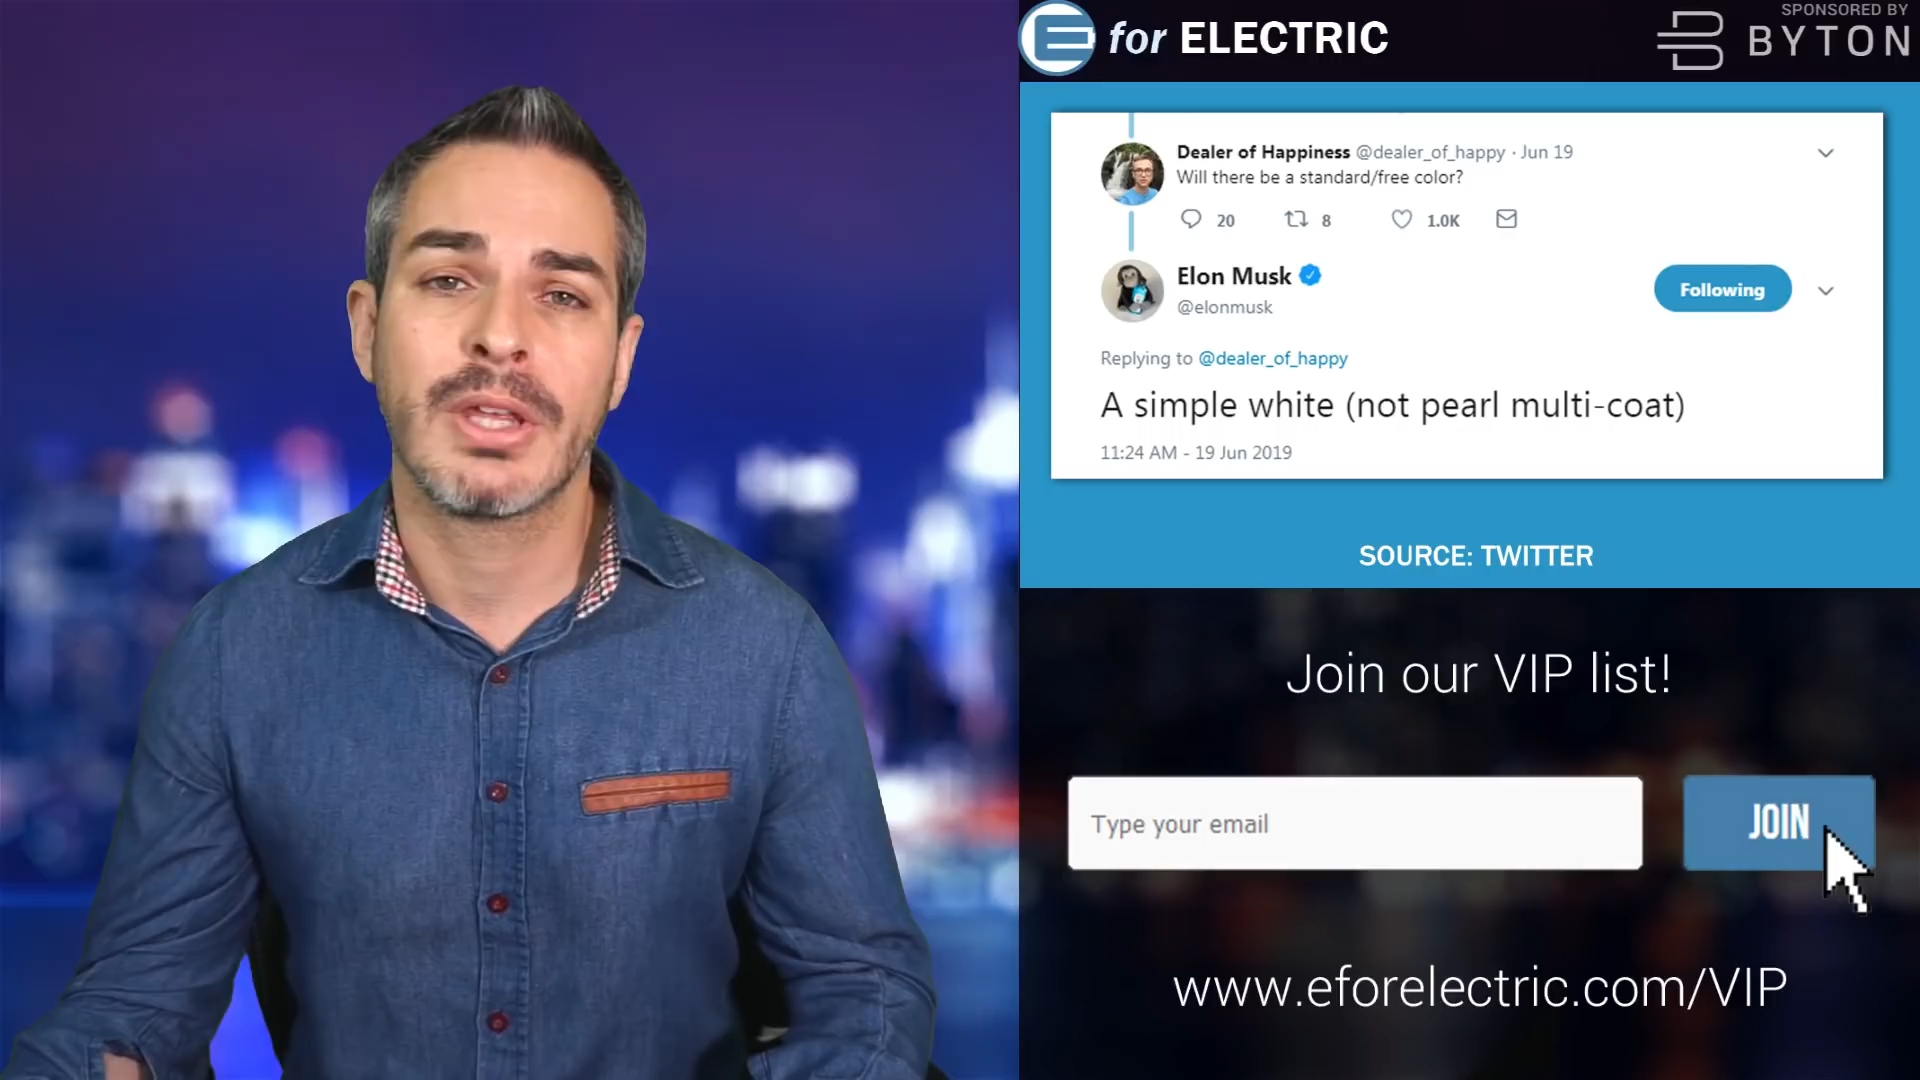 for ELECTRIC
SPONSORED BY
BYTON
Dealer of Happiness @dealer_of_happy · Jun 19
Will there be a standard/free color?
20 8 1.0K
Elon Musk
@elonmusk
Following
Replying to @dealer_of_happy
A simple white (not pearl multi-coat)
11:24 AM - 19 Jun 2019
SOURCE: TWITTER
Join our VIP list!
Type your email
JOIN
www.eforelectric.com/VIP